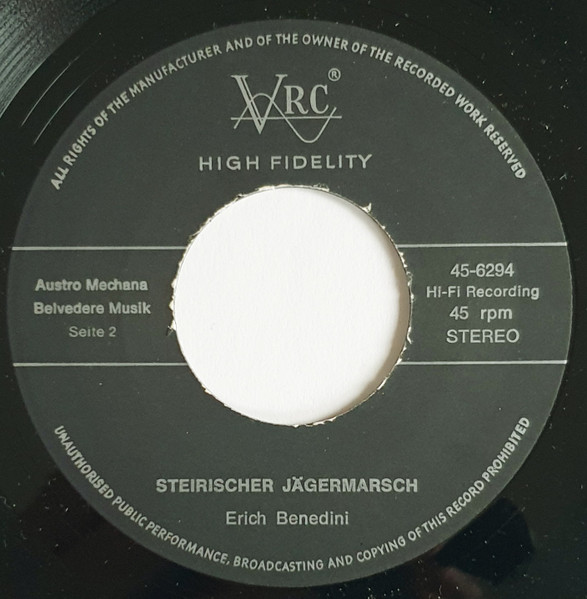 ALL RIGHTS OF THE MANUFACTURER AND OF THE OWNER OF THE RECORDED WORK RESERVED
VRC ®
HIGH FIDELITY
Austro Mechana
Belvedere Musik
Seite 2
45-6294
Hi-Fi Recording
45 rpm
STEREO
STEIRISCHER JÄGERMARSCH
Erich Benedini
UNAUTHORISED PUBLIC PERFORMANCE, BROADCASTING AND COPYING OF THIS RECORD PROHIBITED